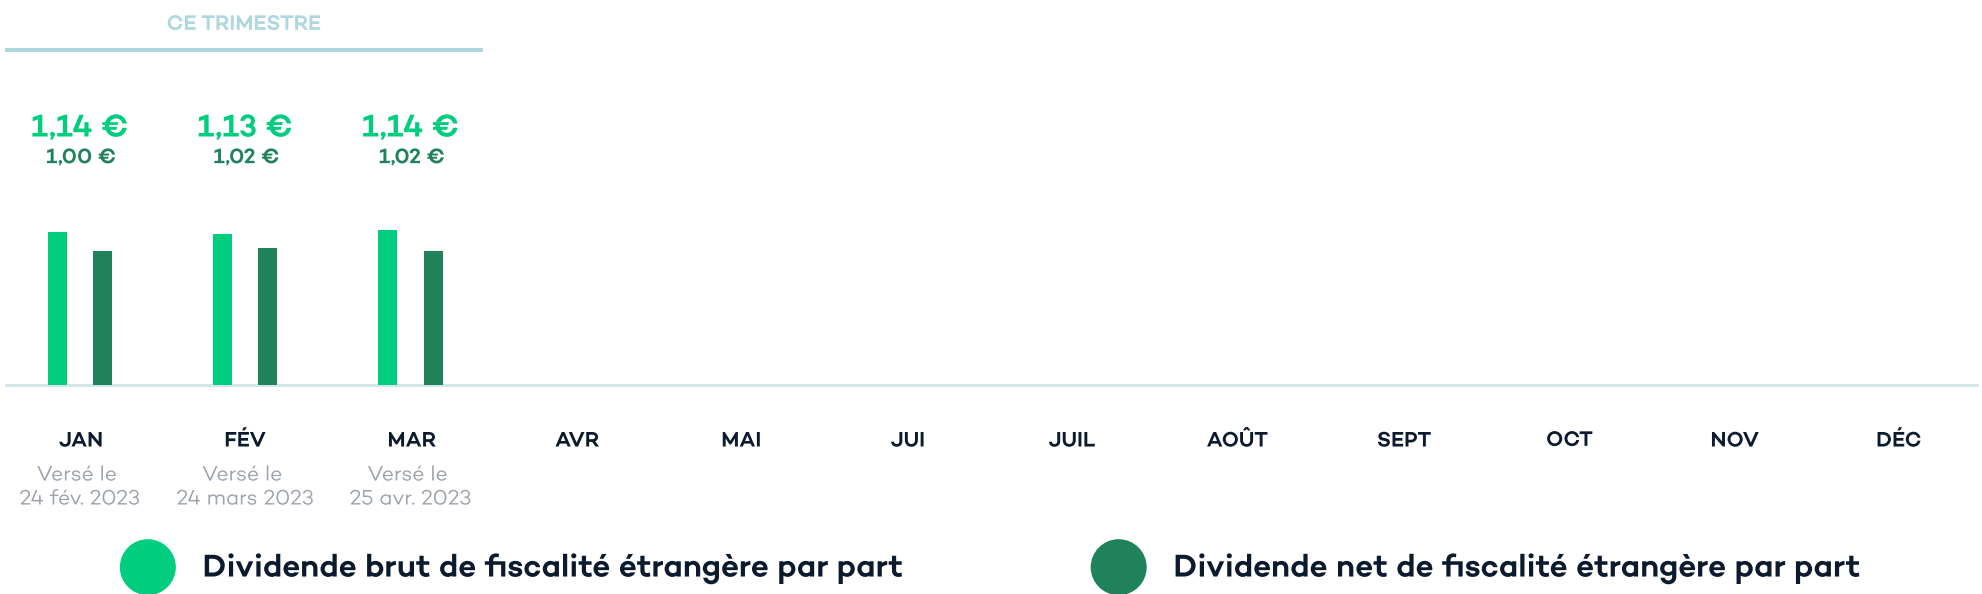 CE TRIMESTRE
1,14 € 1,13 € 1,14 €
1,00 € 1,02 € 1,02 €
JAN FÉV MAR AVR MAI JUI JUIL AOÛT SEPT OCT NOV DÉC
Versé le Versé le Versé le
24 fév. 2023 24 mars 2023 25 avr. 2023
Dividende brut de fiscalité étrangère par part Dividende net de fiscalité étrangère par part